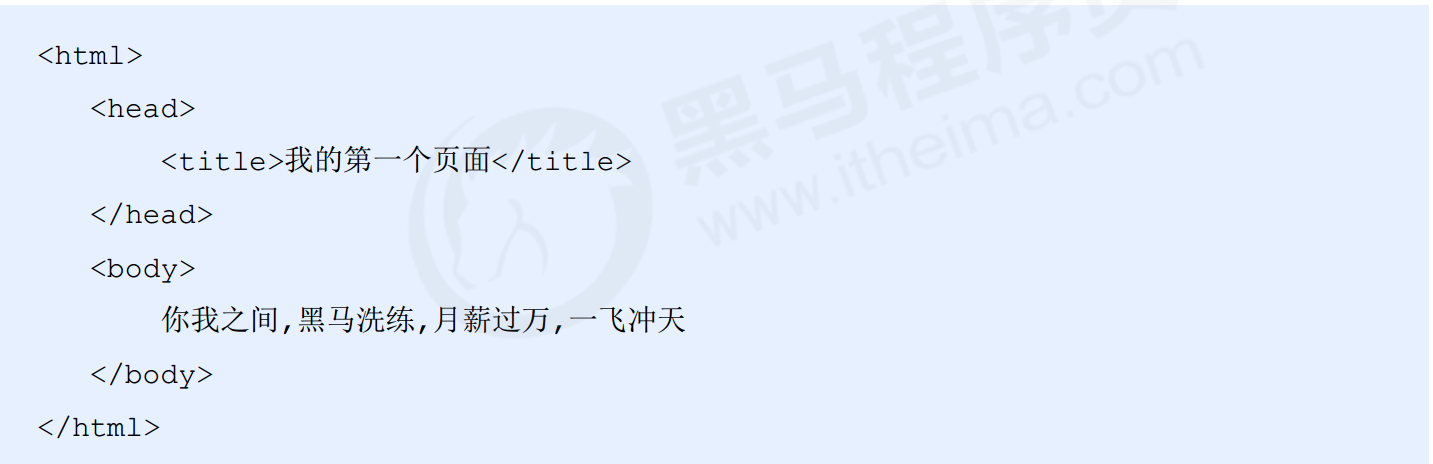 <html>
<head>
<title>我的第一个页面</title>
</head>
<body>
你我之间,黑马洗练,月薪过万,一飞冲天
</body>
</html>
黑马程序员
www.itheima.com